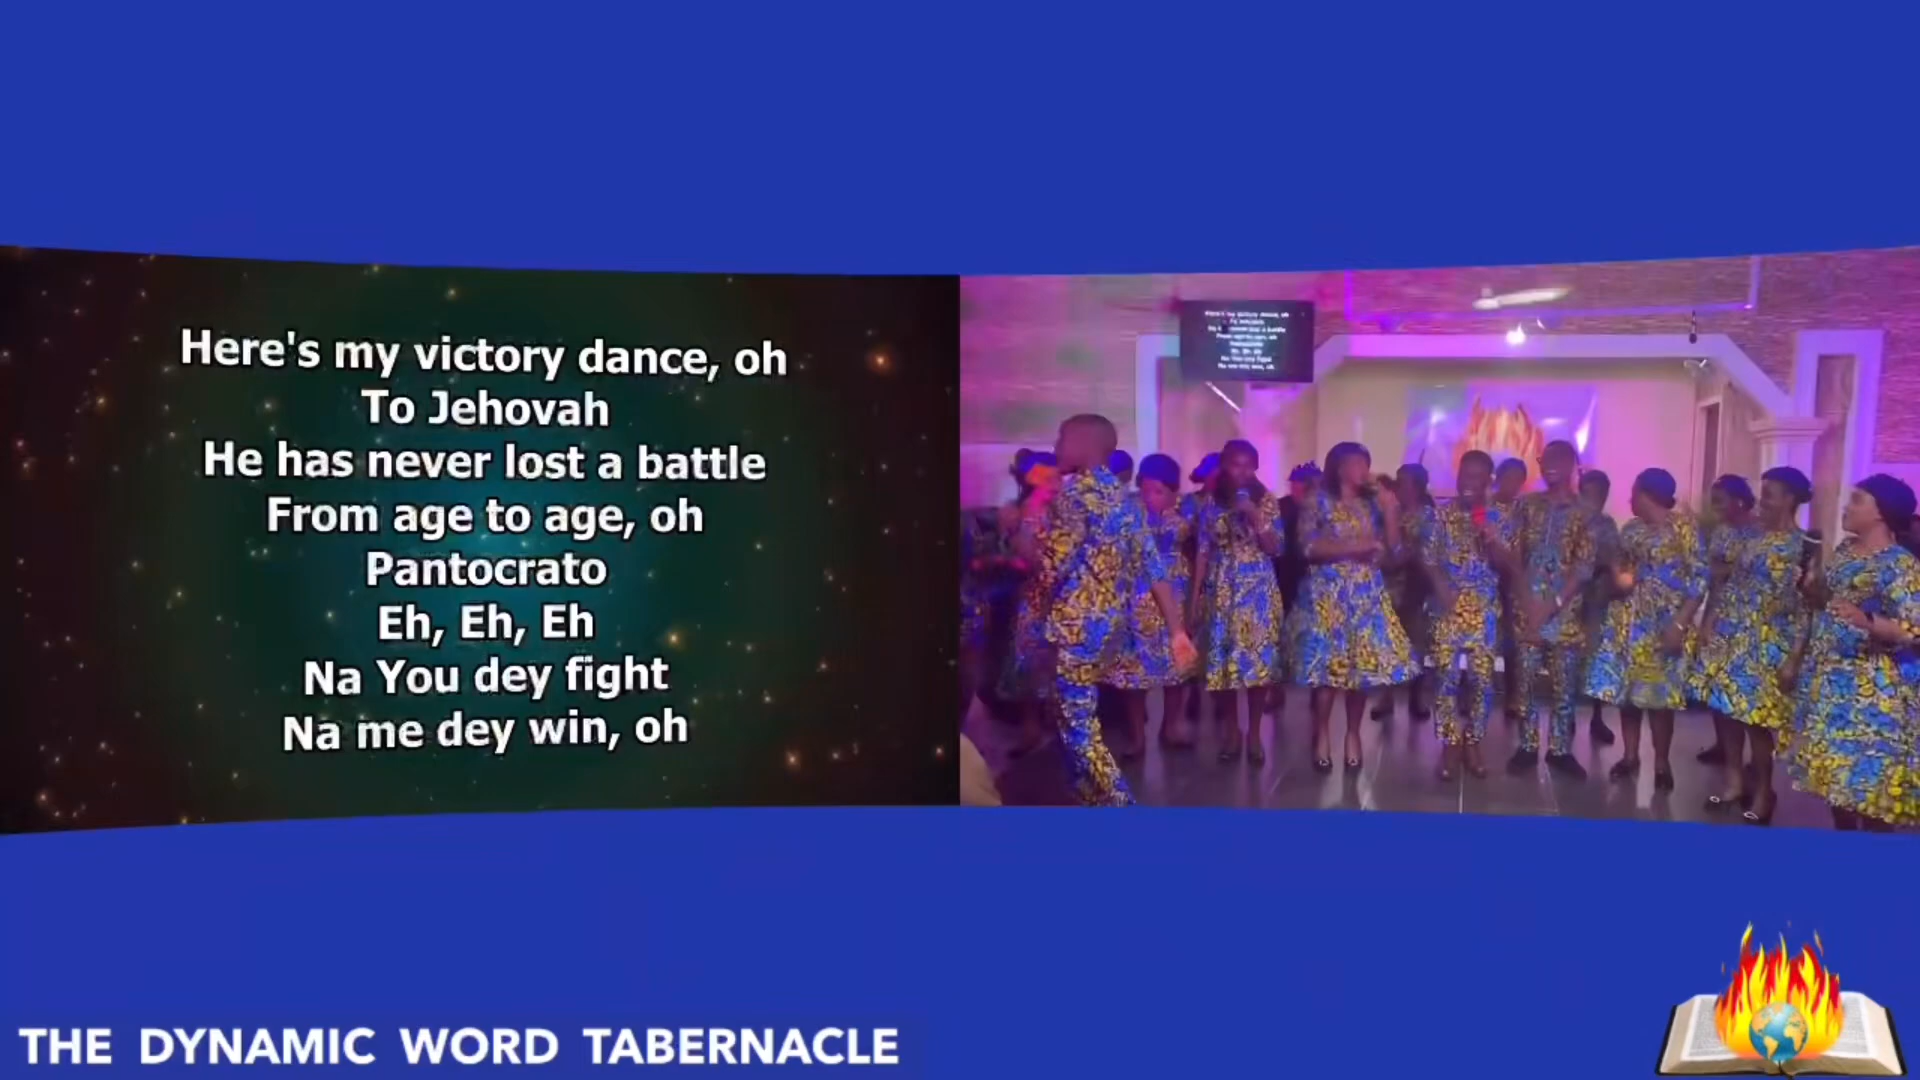 Here's my victory dance, oh
To Jehovah
He has never lost a battle
From age to age, oh
Pantocrato
Eh, Eh, Eh
Na You dey fight
Na me dey win, oh
THE DYNAMIC WORD TABERNACLE